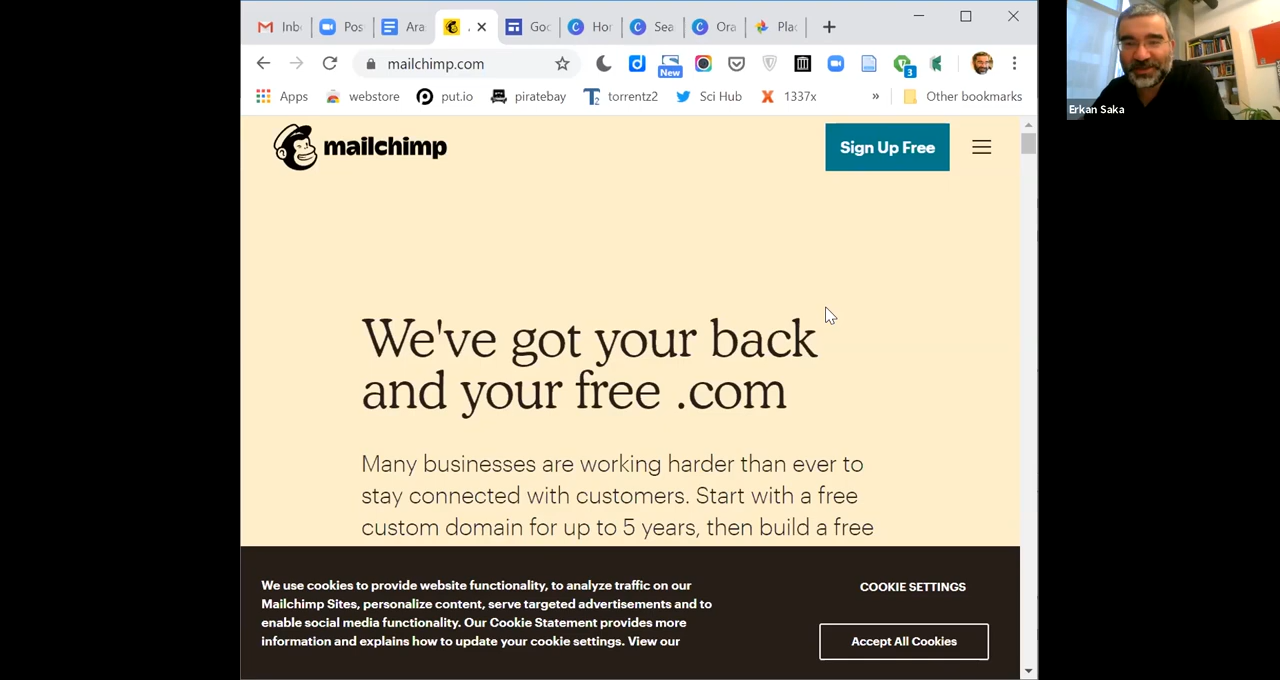 Inb
Pos
Ara
Goc
Hor
Sea
Ora
Plac
mailchimp.com
New
3
Apps
webstore
put.io
piratebay
torrentz2
Sci Hub
1337x
»
Other bookmarks
Erkan Saka
mailchimp
Sign Up Free
We've got your back
and your free .com
Many businesses are working harder than ever to
stay connected with customers. Start with a free
custom domain for up to 5 years, then build a free
We use cookies to provide website functionality, to analyze traffic on our
Mailchimp Sites, personalize content, serve targeted advertisements and to
enable social media functionality. Our Cookie Statement provides more
information and explains how to update your cookie settings. View our
COOKIE SETTINGS
Accept All Cookies